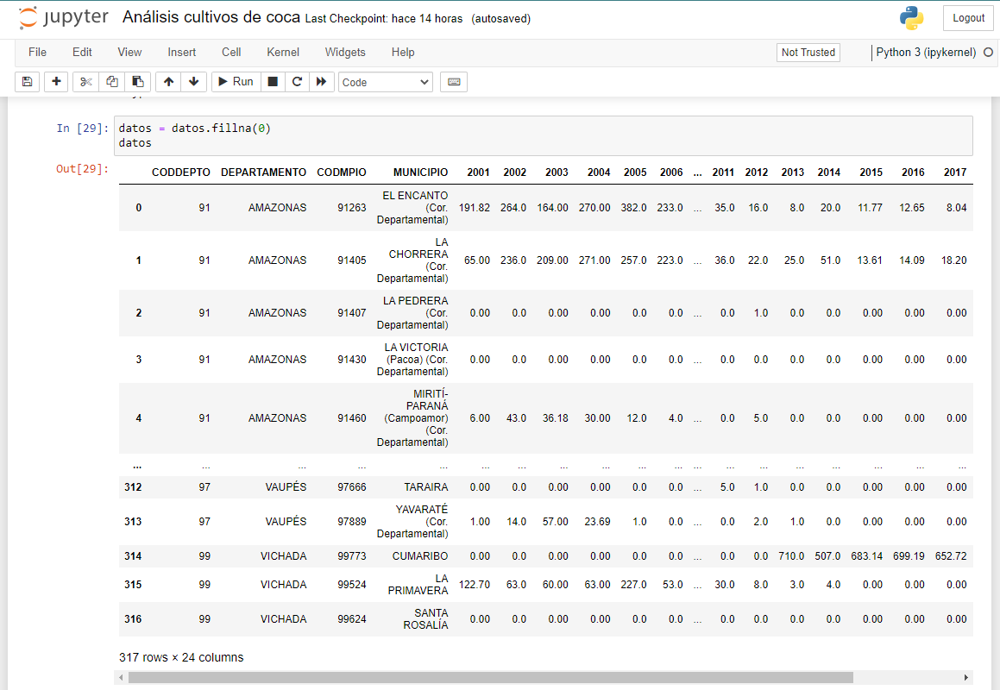 jupyter Análisis cultivos de coca Last Checkpoint: hace 14 horas (autosaved) Logout
File Edit View Insert Cell Kernel Widgets Help Not Trusted Python 3 (ipykernel)
Run Code
In [29]: datos = datos.fillna(0)
datos
Out[29]:
CODDEPTO DEPARTAMENTO CODMPIO MUNICIPIO 2001 2002 2003 2004 2005 2006 ... 2011 2012 2013 2014 2015 2016 2017
EL ENCANTO
0 91 AMAZONAS 91263 (Cor. 191.82 264.0 164.00 270.00 382.0 233.0 ... 35.0 16.0 8.0 20.0 11.77 12.65 8.04
Departamental)
LA
CHORRERA
1 91 AMAZONAS 91405 (Cor. 65.00 236.0 209.00 271.00 257.0 223.0 ... 36.0 22.0 25.0 51.0 13.61 14.09 18.20
Departamental)
LA PEDRERA
2 91 AMAZONAS 91407 (Cor. 0.00 0.0 0.00 0.00 0.0 0.0 ... 0.0 1.0 0.0 0.0 0.00 0.00 0.00
Departamental)
LA VICTORIA
3 91 AMAZONAS 91430 (Pacoa) (Cor. 0.00 0.0 0.00 0.00 0.0 0.0 ... 0.0 0.0 0.0 0.0 0.00 0.00 0.00
Departamental)
MIRITÍ-
PARANÁ
4 91 AMAZONAS 91460 (Campoamor) 6.00 43.0 36.18 30.00 12.0 4.0 ... 0.0 5.0 0.0 0.0 0.00 0.00 0.00
(Cor.
Departamental)
... ... ... ... ... ... ... ... ... ... ... ... ... ... ... ... ... ... ...
312 97 VAUPÉS 97666 TARAIRA 0.00 0.0 0.00 0.00 0.0 0.0 ... 5.0 1.0 0.0 0.0 0.00 0.00 0.00
YAVARATÉ
313 97 VAUPÉS 97889 (Cor. 1.00 14.0 57.00 23.69 1.0 0.0 ... 0.0 2.0 1.0 0.0 0.00 0.00 0.00
Departamental)
314 99 VICHADA 99773 CUMARIBO 0.00 0.0 0.00 0.00 0.0 0.0 ... 0.0 0.0 710.0 507.0 683.14 699.19 652.72
LA
315 99 VICHADA 99524 PRIMAVERA 122.70 63.0 60.00 63.00 227.0 53.0 ... 30.0 8.0 3.0 4.0 0.00 0.00 0.00
SANTA
316 99 VICHADA 99624 ROSALÍA 0.00 0.0 0.00 0.00 0.0 0.0 ... 0.0 0.0 0.0 0.0 0.00 0.00 0.00
317 rows × 24 columns